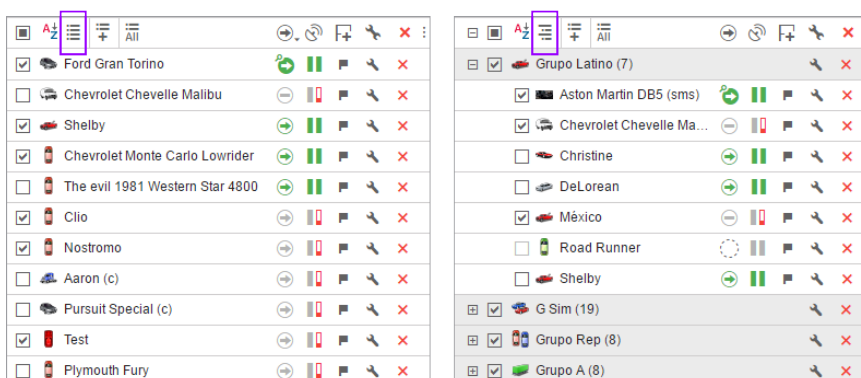 AZ
All
Ford Gran Torino
Chevrolet Chevelle Malibu
Shelby
Chevrolet Monte Carlo Lowrider
The evil 1981 Western Star 4800
Clio
Nostromo
Aaron (c)
Pursuit Special (c)
Test
Plymouth Fury
AZ
All
Grupo Latino (7)
Aston Martin DB5 (sms)
Chevrolet Chevelle Ma...
Christine
DeLorean
México
Road Runner
Shelby
G Sim (19)
Grupo Rep (8)
Grupo A (8)